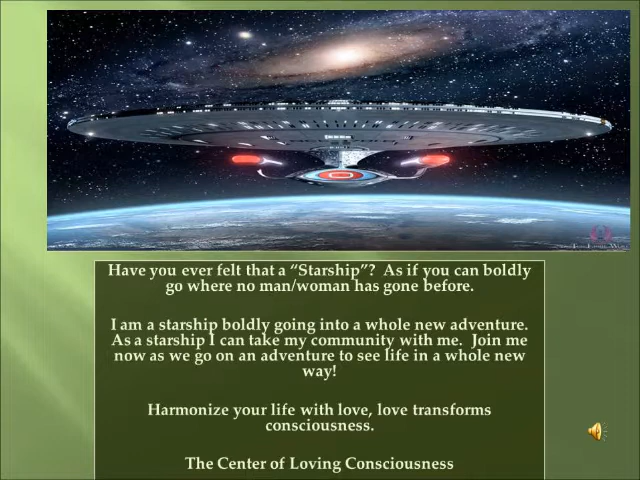 Have you ever felt that a “Starship”?  As if you can boldly
go where no man/woman has gone before.
I am a starship boldly going into a whole new adventure.
As a starship I can take my community with me.  Join me
now as we go on an adventure to see life in a whole new
way!
Harmonize your life with love, love transforms
consciousness.
The Center of Loving Consciousness